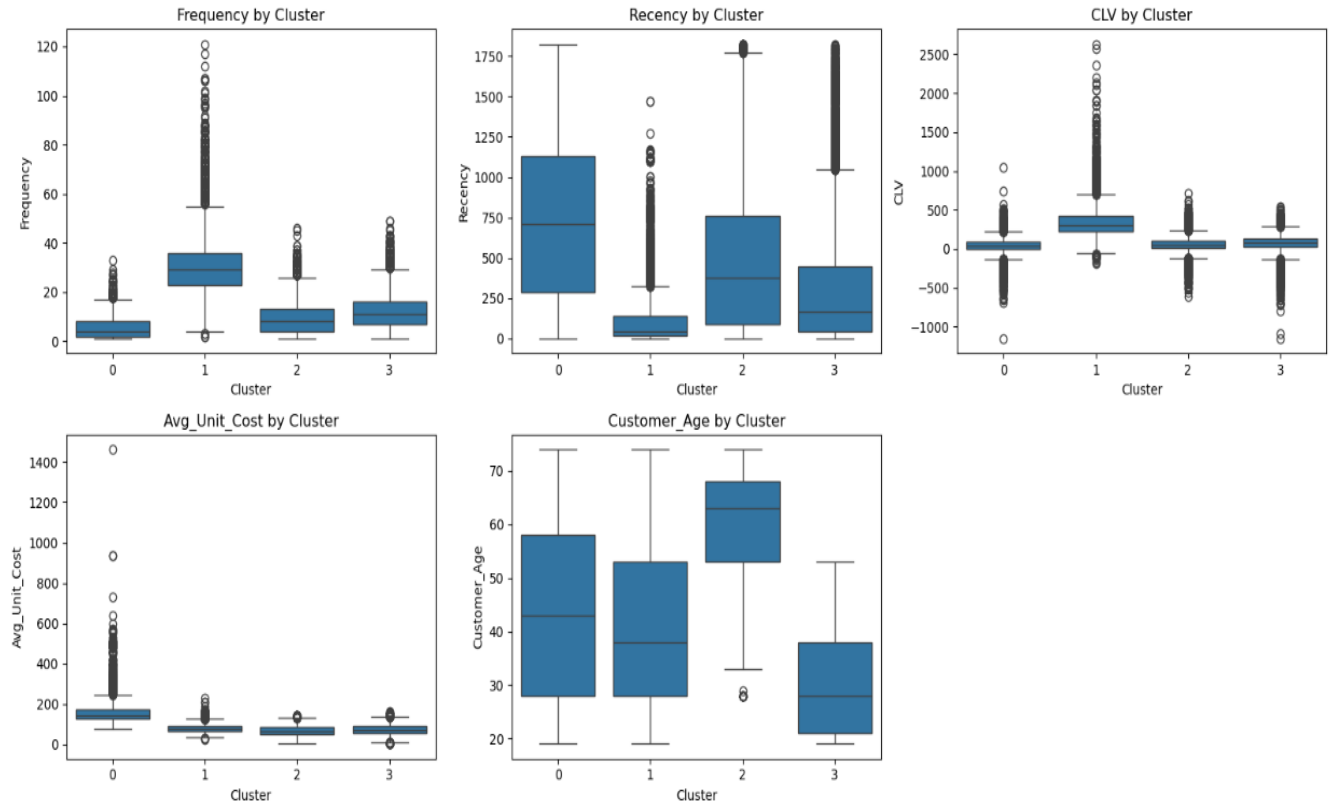 Frequency by Cluster
120
100
80
60
40
20
0
Frequency
0 1 2 3
Cluster
Recency by Cluster
1750
1500
1250
1000
750
500
250
0
Recency
0 1 2 3
Cluster
CLV by Cluster
2500
2000
1500
1000
500
0
−500
−1000
CLV
0 1 2 3
Cluster
Avg_Unit_Cost by Cluster
1400
1200
1000
800
600
400
200
0
Avg_Unit_Cost
0 1 2 3
Cluster
Customer_Age by Cluster
70
60
50
40
30
20
Customer_Age
0 1 2 3
Cluster